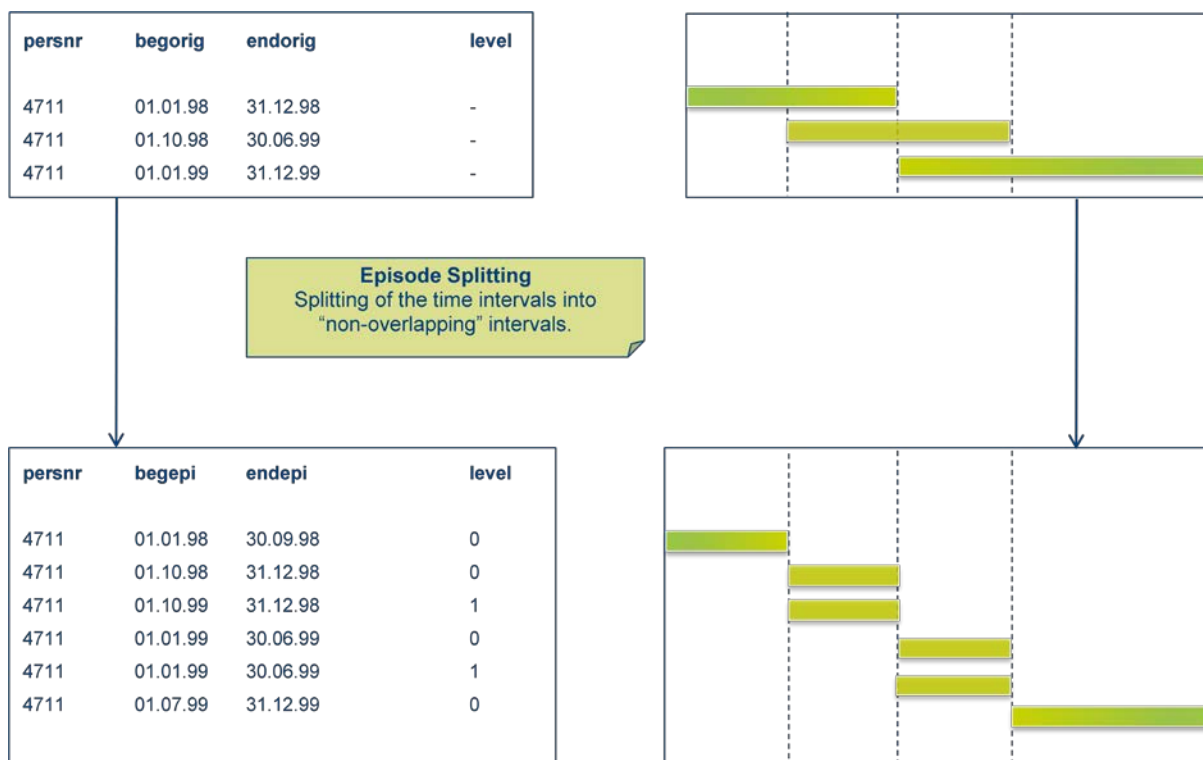 persnr begorig endorig level
4711 01.01.98 31.12.98 -
4711 01.10.98 30.06.99 -
4711 01.01.99 31.12.99 -
Episode Splitting
Splitting of the time intervals into
“non-overlapping” intervals.
persnr begepi endepi level
4711 01.01.98 30.09.98 0
4711 01.10.98 31.12.98 0
4711 01.10.99 31.12.98 1
4711 01.01.99 30.06.99 0
4711 01.01.99 30.06.99 1
4711 01.07.99 31.12.99 0